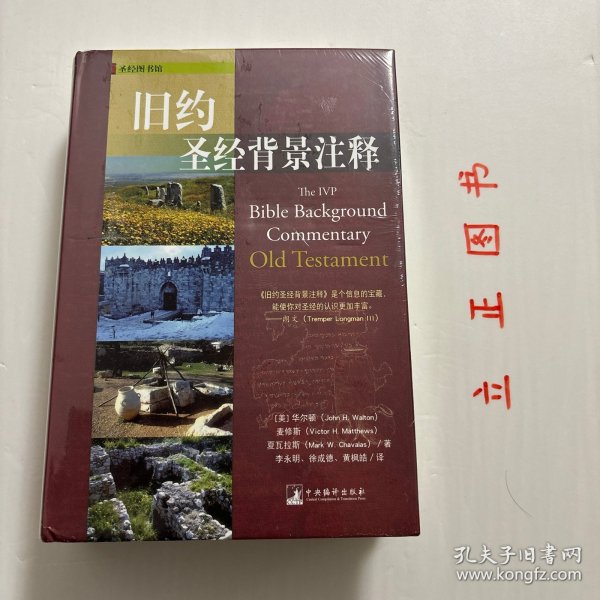 圣经图书馆
旧约
圣经背景注释
The IVP
Bible Background
Commentary
Old Testament
《旧约圣经背景注释》是个信息的宝藏，
能使你对圣经的认识更加丰富。
——朗文（Tremper Longman III）
[美] 华尔顿（John H. Walton）
麦修斯（Victor H. Matthews）
夏瓦拉斯（Mark W. Chavalas）/ 著
李永明、徐成德、黄枫皓 / 译
中央编译出版社
Central Compilation & Translation Press
立正图书
孔夫子旧书网
www.kongfz.com